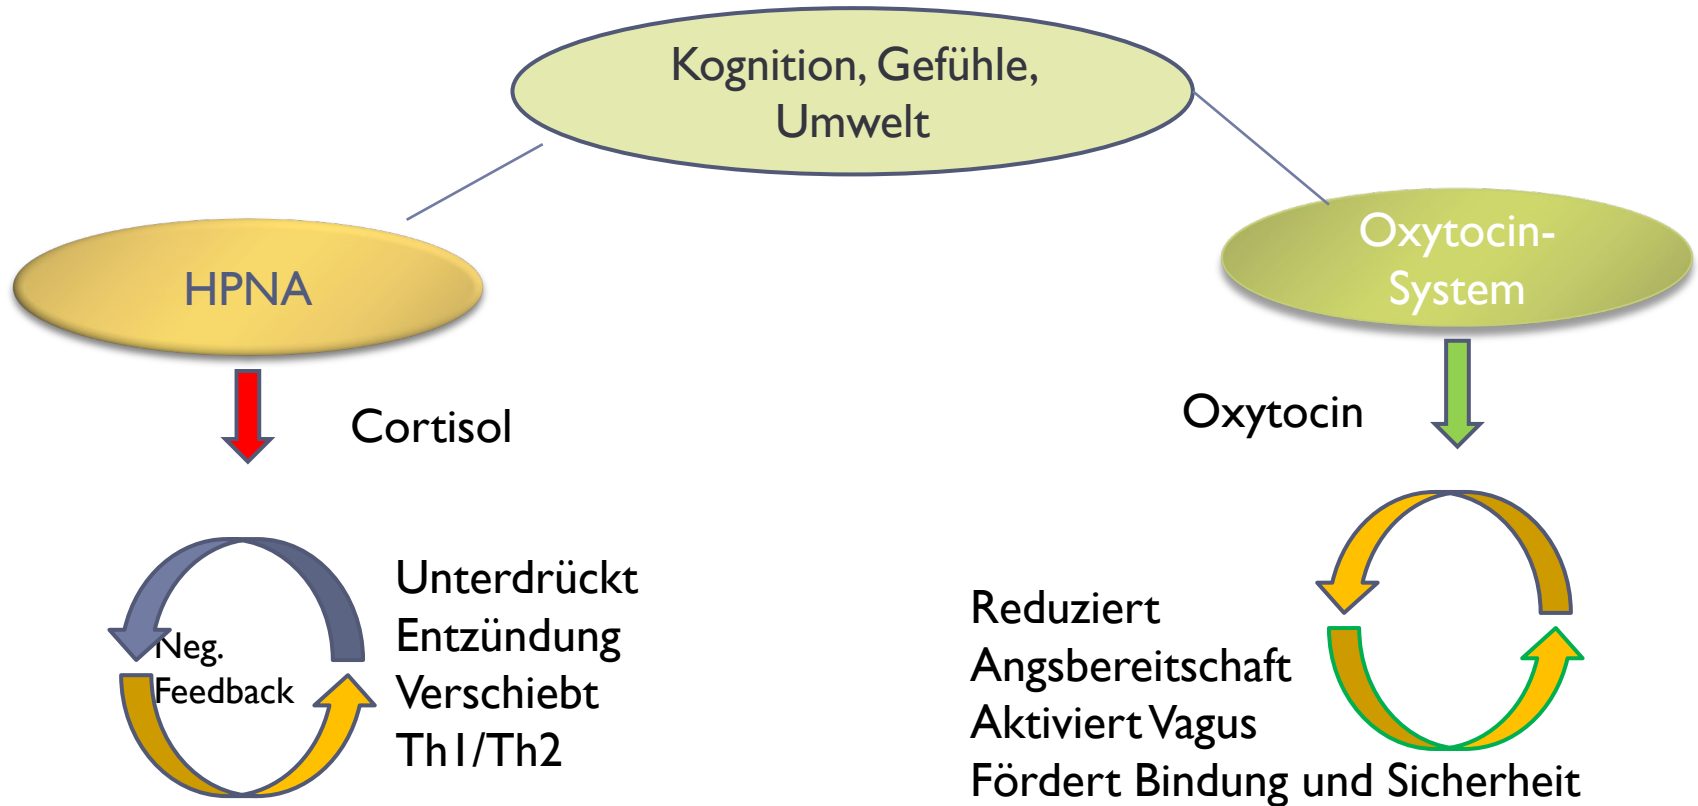 Kognition, Gefühle,
Umwelt
HPNA
Oxytocin-
System
Cortisol
Oxytocin
Neg.
Feedback
Unterdrückt
Entzündung
Verschiebt
Th1/Th2
Reduziert
Angsbereitschaft
Aktiviert Vagus
Fördert Bindung und Sicherheit